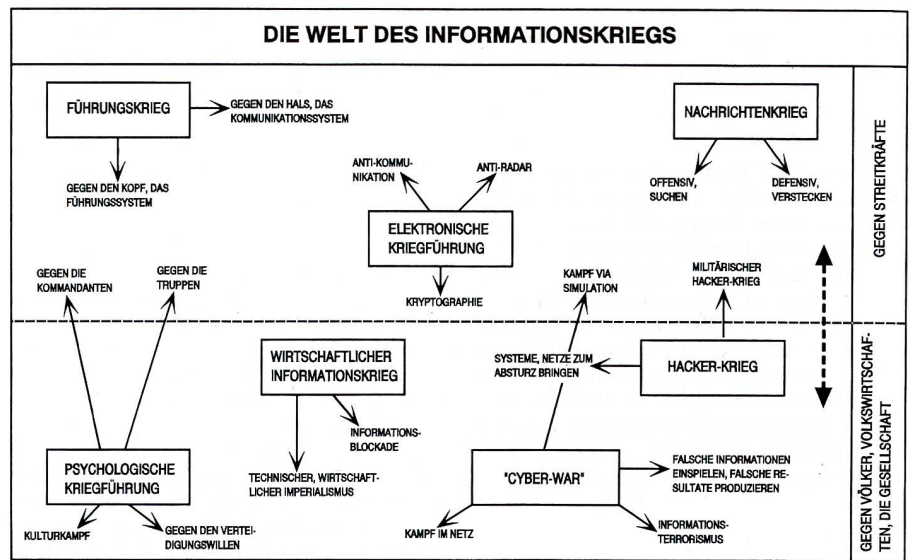 DIE WELT DES INFORMATIONSKRIEGS
FÜHRUNGSKRIEG
GEGEN DEN HALS, DAS
KOMMUNIKATIONSSYSTEM
GEGEN DEN KOPF, DAS
FÜHRUNGSSYSTEM
NACHRICHTENKRIEG
OFFENSIV,
SUCHEN
DEFENSIV,
VERSTECKEN
ANTI-KOMMU-
NIKATION
ANTI-RADAR
ELEKTRONISCHE
KRIEGFÜHRUNG
KRYPTOGRAPHIE
GEGEN STREITKRÄFTE
GEGEN DIE
KOMMANDANTEN
GEGEN DIE
TRUPPEN
KAMPF VIA
SIMULATION
MILITÄRISCHER
HACKER-KRIEG
WIRTSCHAFTLICHER
INFORMATIONSKRIEG
INFORMATIONS-
BLOCKADE
TECHNISCHER, WIRTSCHAFT-
LICHER IMPERIALISMUS
SYSTEME, NETZE ZUM
ABSTURZ BRINGEN
HACKER-KRIEG
PSYCHOLOGISCHE
KRIEGFÜHRUNG
KULTURKAMPF
GEGEN DEN VERTEI-
DIGUNGSWILLEN
"CYBER-WAR"
FALSCHE INFORMATIONEN
EINSPIELEN, FALSCHE RE-
SULTATE PRODUZIEREN
KAMPF IM NETZ
INFORMATIONS-
TERRORISMUS
GEGEN VÖLKER, VOLKSWIRTSCHAF-
TEN, DIE GESELLSCHAFT